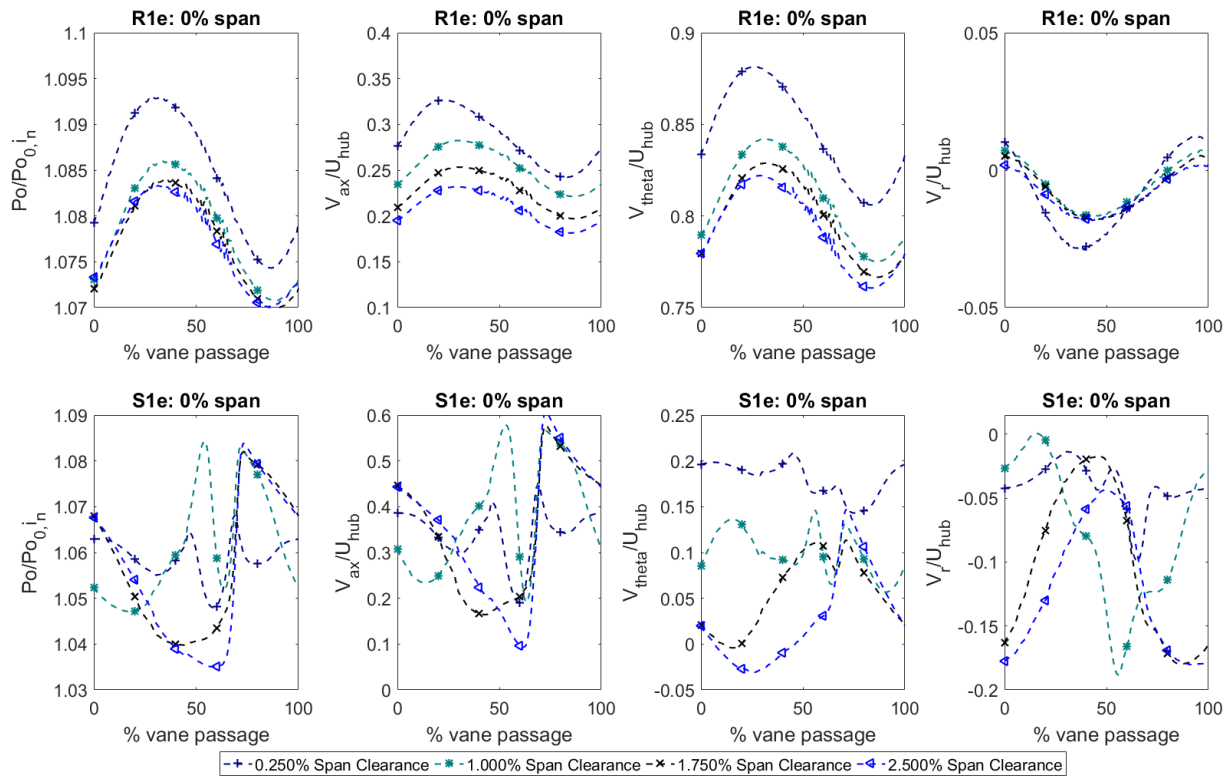 R1e: 0% span R1e: 0% span R1e: 0% span R1e: 0% span
1.1 0.4 0.9 0.05
1.095 0.35
1.09 0.3 0.85
1.085 0.25 0
1.08 0.2 0.8
1.075 0.15
1.07 0.1 0.75 -0.05
Po/Po0,in Vax/Uhub Vtheta/Uhub Vr/Uhub
0 50 100 0 50 100 0 50 100 0 50 100
% vane passage % vane passage % vane passage % vane passage
S1e: 0% span S1e: 0% span S1e: 0% span S1e: 0% span
1.09 0.6 0.25
1.08 0.5 0.2 0
1.07 0.4 0.15 -0.05
1.06 0.3 0.1 -0.1
1.05 0.2 0.05
1.04 0.1 0 -0.15
1.03 0 -0.05 -0.2
Po/Po0,in Vax/Uhub Vtheta/Uhub Vr/Uhub
0 50 100 0 50 100 0 50 100 0 50 100
% vane passage % vane passage % vane passage % vane passage
0.250% Span Clearance 1.000% Span Clearance 1.750% Span Clearance 2.500% Span Clearance